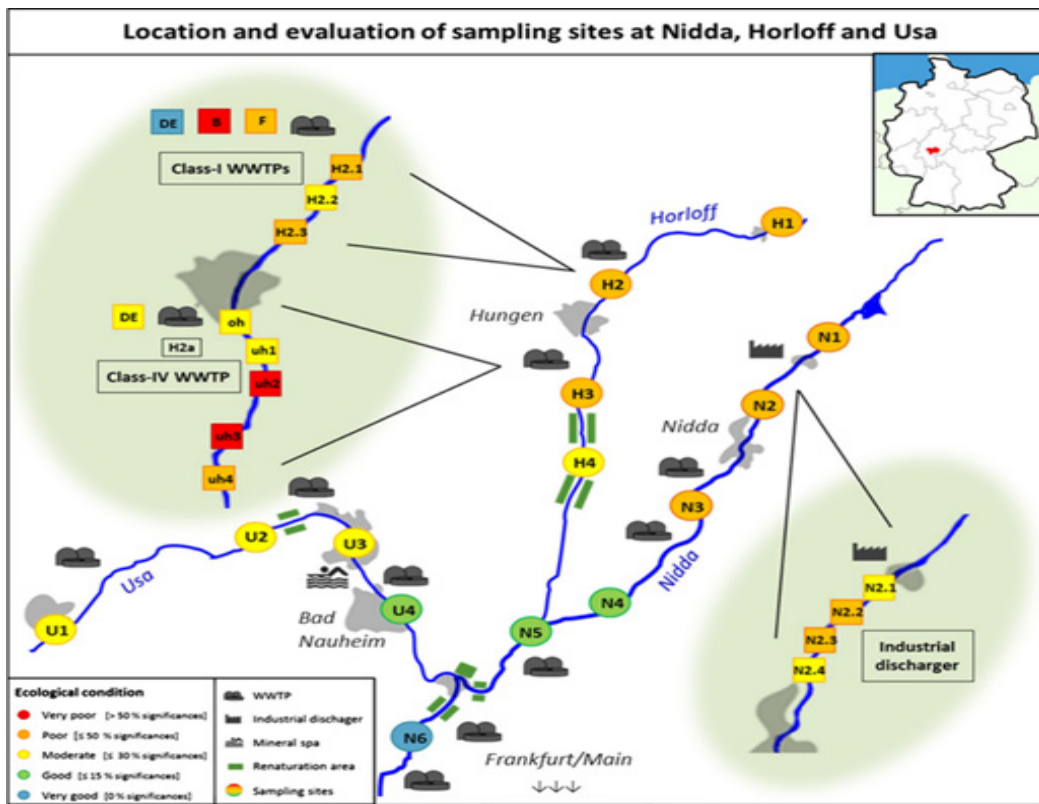 Location and evaluation of sampling sites at Nidda, Horloff and Usa
DE
B
F
Class-I WWTPs
H2.1
H2.2
H2.3
DE
oh
H2a
uh1
Class-IV WWTP
uh2
uh3
uh4
Horloff
H1
H2
Hungen
H3
H4
N1
N2
Nidda
N3
Nidda
N4
N5
U2
U3
Usa
U4
U1
Bad
Nauheim
N6
Frankfurt/Main
N2.1
N2.2
N2.3
N2.4
Industrial
discharger
Ecological condition
Very poor [> 50 % significances]
Poor [≤ 50 % significances]
Moderate [≤ 30 % significances]
Good [≤ 15 % significances]
Very good [0 % significances]
WWTP
Industrial dischager
Mineral spa
Renaturation area
Sampling sites